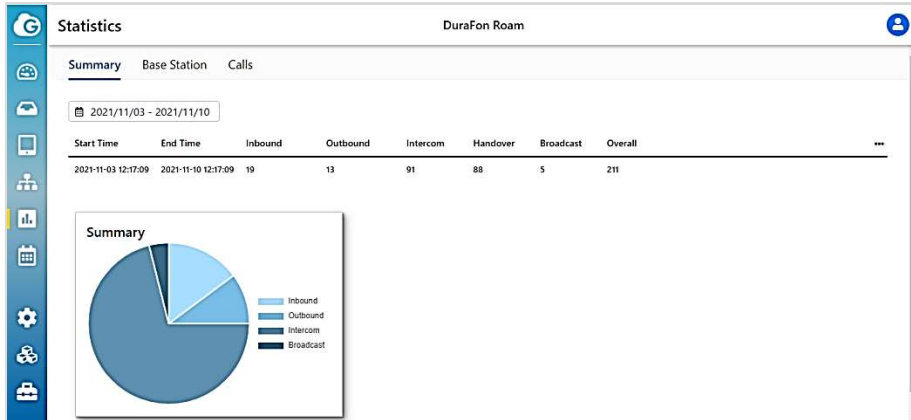 G
Statistics DuraFon Roam
Summary Base Station Calls
2021/11/03 - 2021/11/10
Start Time End Time Inbound Outbound Intercom Handover Broadcast Overall •••
2021-11-03 12:17:09 2021-11-10 12:17:09 19 13 91 88 5 211
Summary
Inbound
Outbound
Intercom
Broadcast